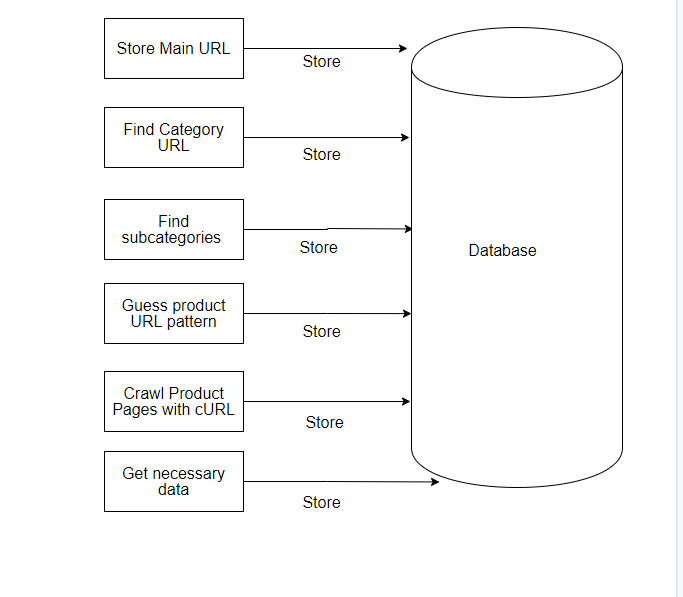 Store Main URL
Store
Find Category
URL
Store
Find
subcategories
Store
Database
Guess product
URL pattern
Store
Crawl Product
Pages with cURL
Store
Get necessary
data
Store